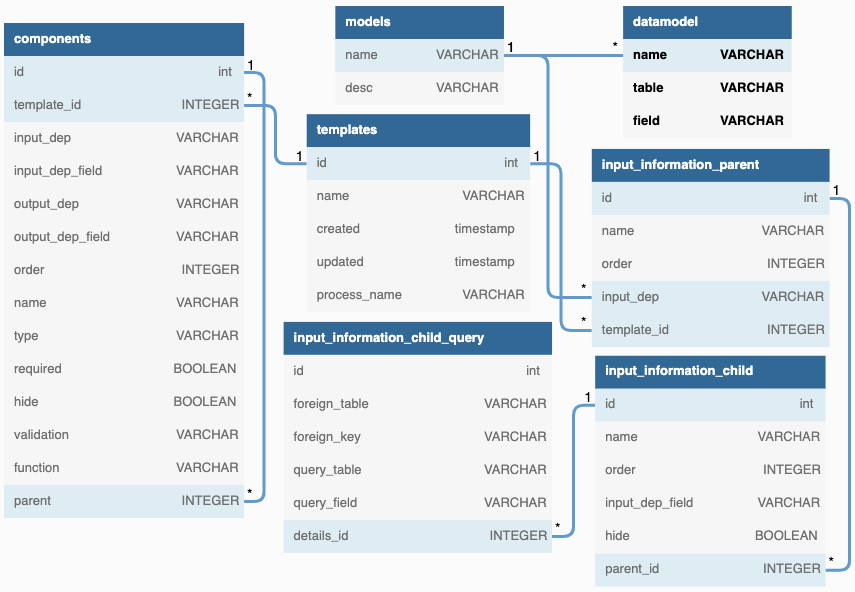 components
id int
template_id INTEGER
input_dep VARCHAR
input_dep_field VARCHAR
output_dep VARCHAR
output_dep_field VARCHAR
order INTEGER
name VARCHAR
type VARCHAR
required BOOLEAN
hide BOOLEAN
validation VARCHAR
function VARCHAR
parent INTEGER
1
*
*
models
name VARCHAR
desc VARCHAR
1
*
datamodel
name VARCHAR
table VARCHAR
field VARCHAR
templates
1
id int
1
name VARCHAR
created timestamp
updated timestamp
process_name VARCHAR
input_information_parent
id int
1
name VARCHAR
order INTEGER
*
input_dep VARCHAR
*
template_id INTEGER
input_information_child_query
id int
foreign_table VARCHAR
foreign_key VARCHAR
query_table VARCHAR
query_field VARCHAR
details_id INTEGER
*
input_information_child
1
id int
name VARCHAR
order INTEGER
input_dep_field VARCHAR
hide BOOLEAN
parent_id INTEGER
*